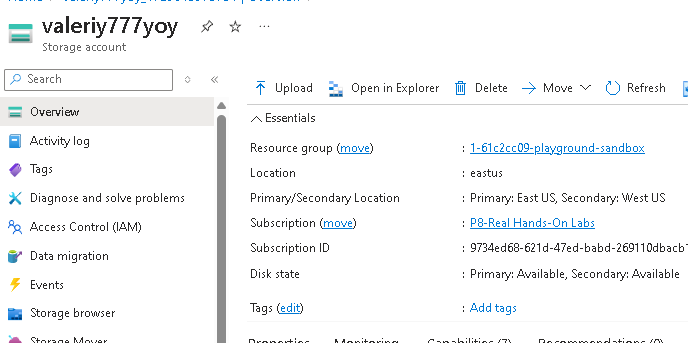 valeriy777yoy
Storage account
Search
Upload
Open in Explorer
Delete
Move
Refresh
Overview
Activity log
Tags
Diagnose and solve problems
Access Control (IAM)
Data migration
Events
Storage browser
Storage Mover
Essentials
Resource group (move) : 1-61c2cc09-playground-sandbox
Location : eastus
Primary/Secondary Location : Primary: East US, Secondary: West US
Subscription (move) : P8-Real Hands-On Labs
Subscription ID : 9734ed68-621d-47ed-babd-269110dbacb1
Disk state : Primary: Available, Secondary: Available
Tags (edit) : Add tags
Properties Monitoring Capabilities (7) Recommendations (0)